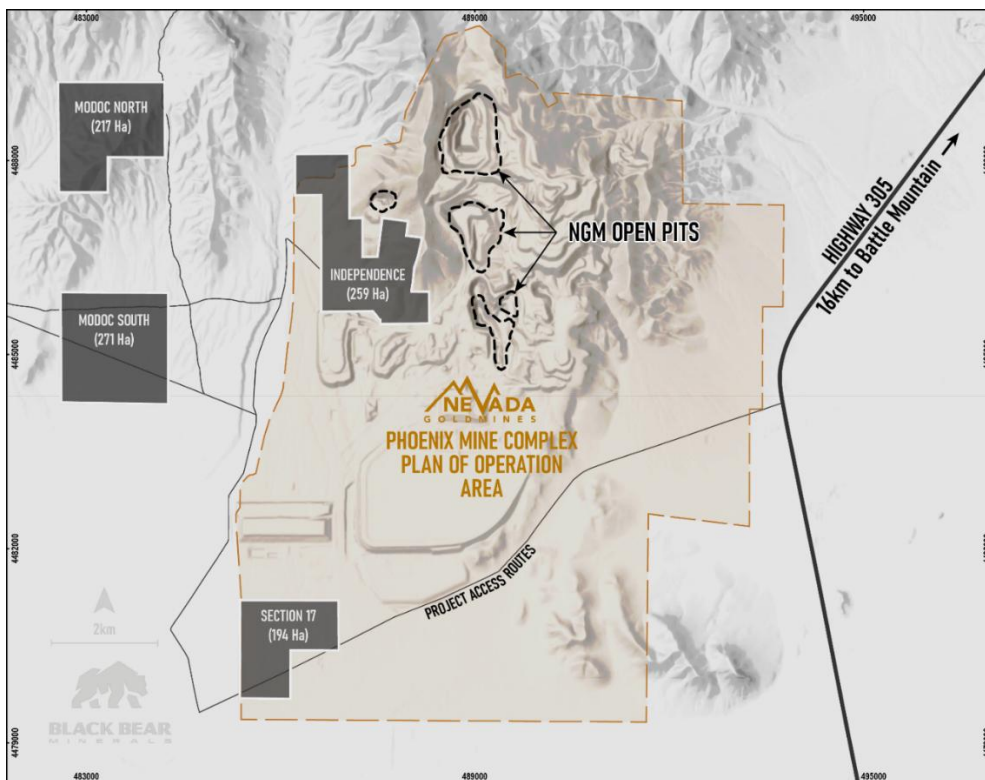 483000
489000
495000
MODOC NORTH
(217 Ha)
4488000
NGM OPEN PITS
HIGHWAY 305
16km to Battle Mountain
INDEPENDENCE
(259 Ha)
MODOC SOUTH
(271 Ha)
4485000
NEVADA
GOLDMINES
PHOENIX MINE COMPLEX
PLAN OF OPERATION
AREA
4482000
PROJECT ACCESS ROUTES
SECTION 17
(194 Ha)
2km
BLACK BEAR
MINERALS
4479000
483000
489000
495000